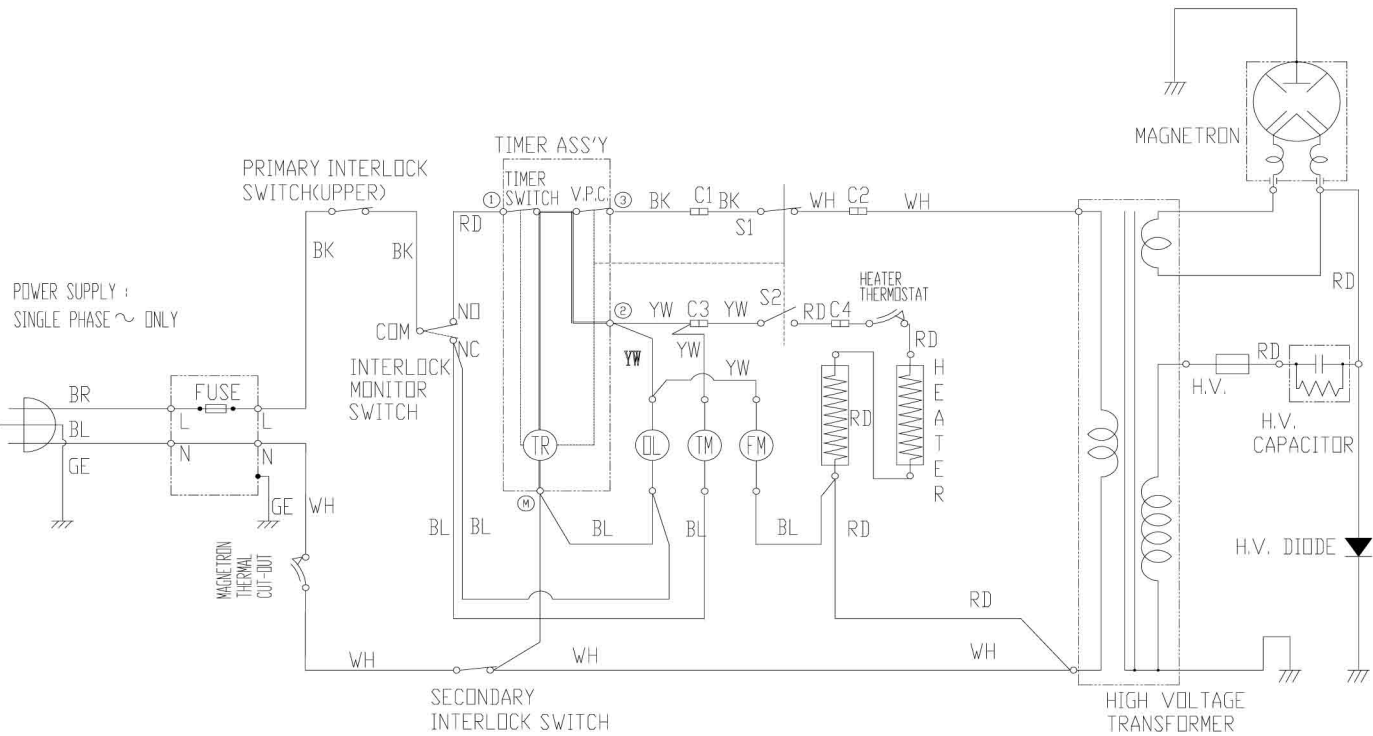 MAGNETRON
TIMER ASS'Y
PRIMARY INTERLOCK
SWITCH(UPPER)
TIMER
SWITCH
V.P.C.
1
3
BK
C1
BK
S1
WH
C2
WH
RD
BK
BK
POWER SUPPLY :
SINGLE PHASE ~ ONLY
COM
NO
NC
INTERLOCK
MONITOR
SWITCH
2
YW
C3
YW
S2
RD
C4
HEATER
THERMOSTAT
YW
YW
YW
RD
RD
HEATER
RD
RD
H.V.
H.V.
CAPACITOR
BR
BL
GE
FUSE
L
L
N
N
GE
WH
TR
OL
TM
FM
M
BL
BL
BL
BL
BL
RD
MAGNETRON
THERMAL
CUT-OUT
H.V. DIODE
RD
WH
WH
WH
SECONDARY
INTERLOCK SWITCH
HIGH VOLTAGE
TRANSFORMER